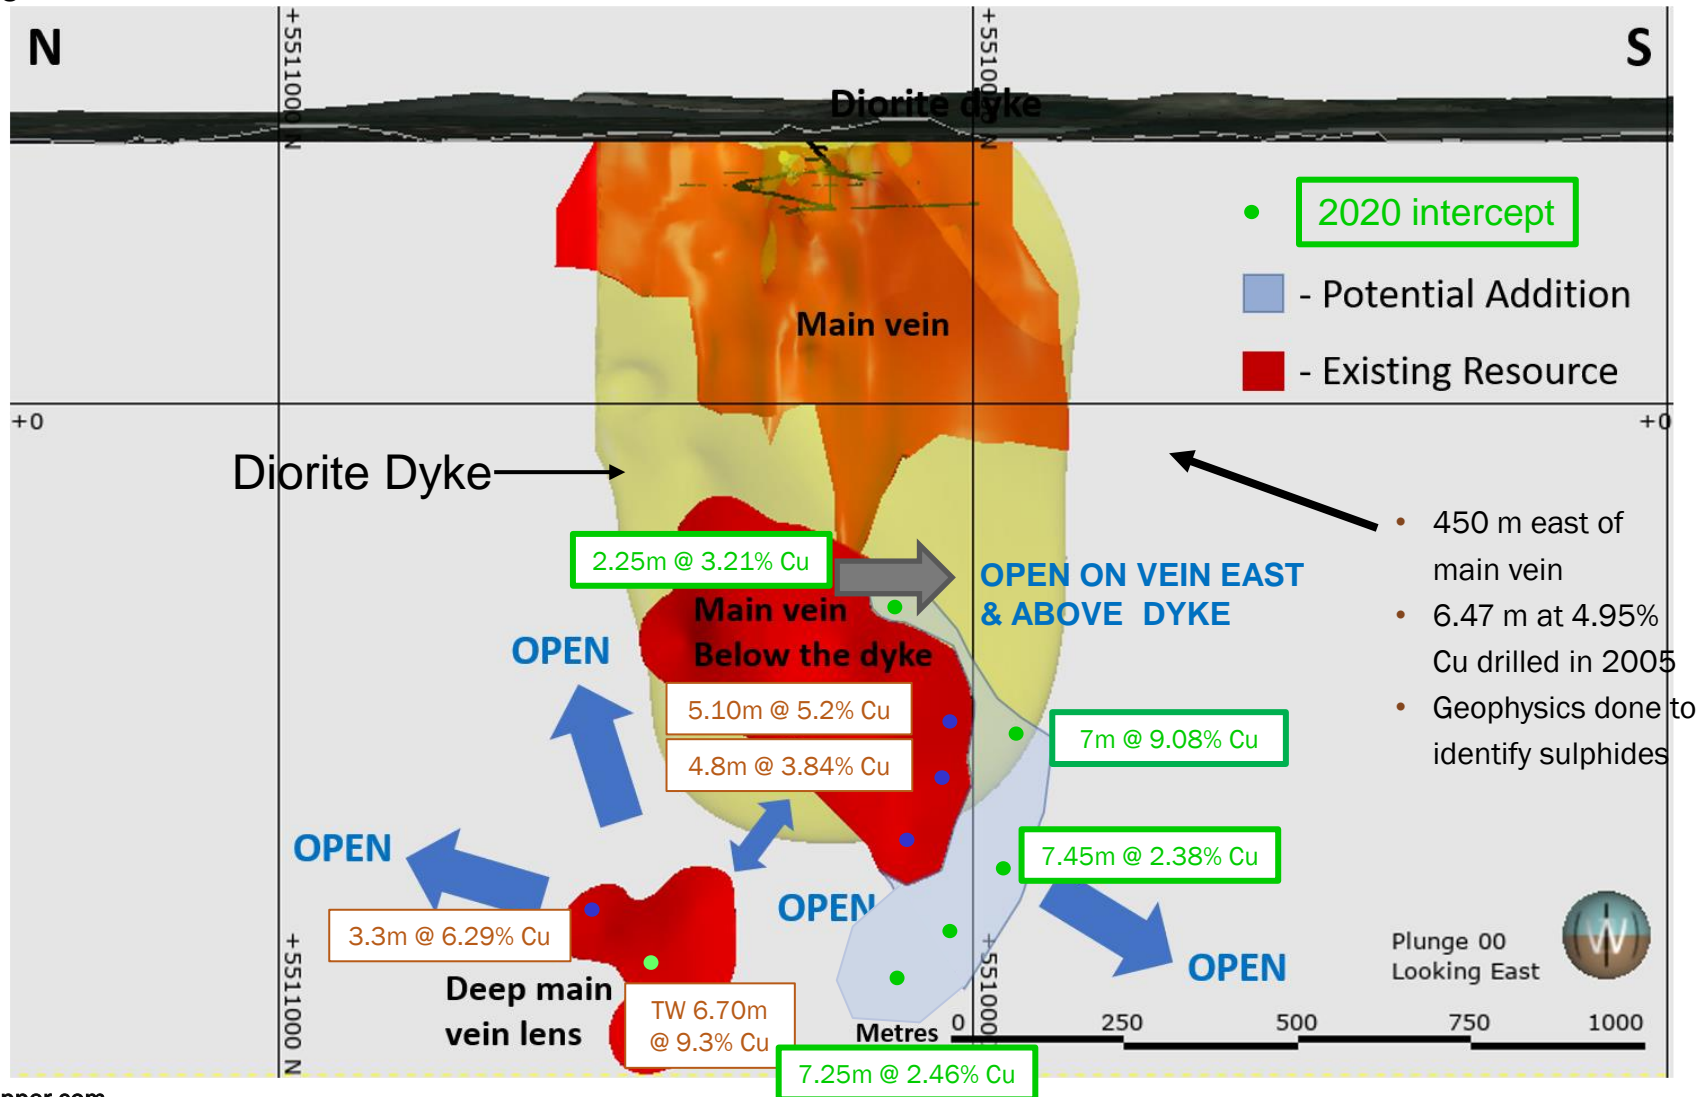 N
S
+5511000 N
+5510000 N
Diorite dyke
2020 intercept
- Potential Addition
- Existing Resource
Main vein
+0
+0
Diorite Dyke
• 450 m east of
main vein
• 6.47 m at 4.95%
Cu drilled in 2005
• Geophysics done to
identify sulphides
2.25m @ 3.21% Cu
OPEN ON VEIN EAST
& ABOVE DYKE
Main vein
Below the dyke
OPEN
5.10m @ 5.2% Cu
4.8m @ 3.84% Cu
7m @ 9.08% Cu
OPEN
7.45m @ 2.38% Cu
OPEN
3.3m @ 6.29% Cu
OPEN
Plunge 00
Looking East
W
Deep main
vein lens
TW 6.70m
@ 9.3% Cu
+5511000 N
+5510000
Metres 0 250 500 750 1000
7.25m @ 2.46% Cu